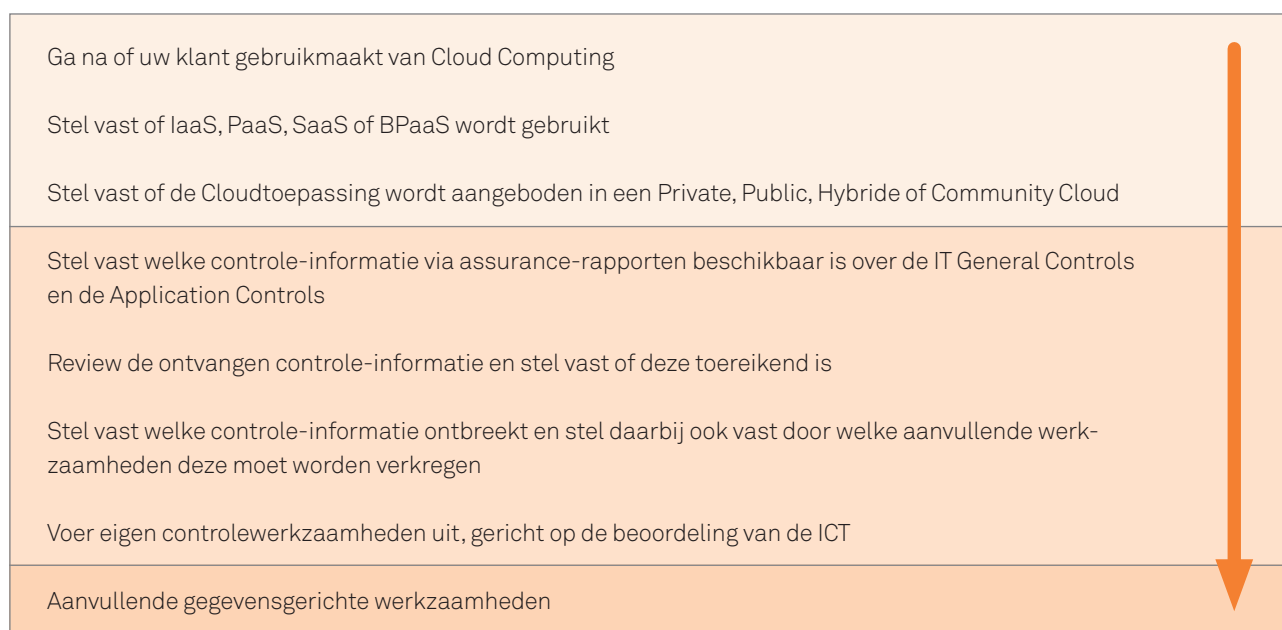 Ga na of uw klant gebruikmaakt van Cloud Computing
Stel vast of IaaS, PaaS, SaaS of BPaaS wordt gebruikt
Stel vast of de Cloudtoepassing wordt aangeboden in een Private, Public, Hybride of Community Cloud
Stel vast welke controle-informatie via assurance-rapporten beschikbaar is over de IT General Controls
en de Application Controls
Review de ontvangen controle-informatie en stel vast of deze toereikend is
Stel vast welke controle-informatie ontbreekt en stel daarbij ook vast door welke aanvullende werk-
zaamheden deze moet worden verkregen
Voer eigen controlewerkzaamheden uit, gericht op de beoordeling van de ICT
Aanvullende gegevensgerichte werkzaamheden